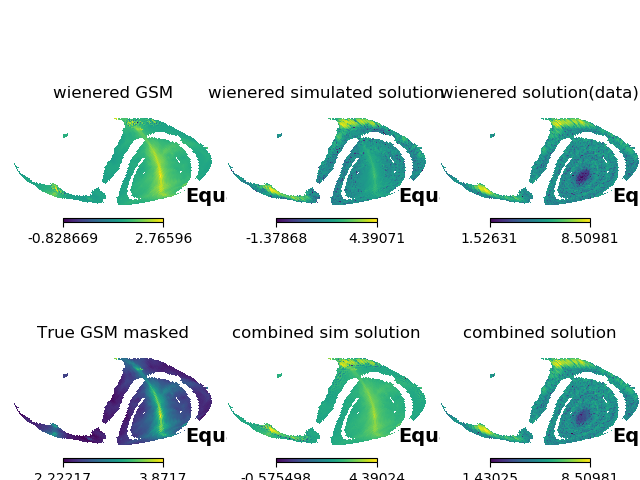 wienered GSM
wienered simulated solution
wienered solution(data)
Equ
Equ
Eq
-0.828669 2.76596
-1.37868 4.39071
1.52631 8.50981
True GSM masked
combined sim solution
combined solution
Equ
Equ
Eq
2.22217 3.8717
-0.575498 4.39024
1.43025 8.50981